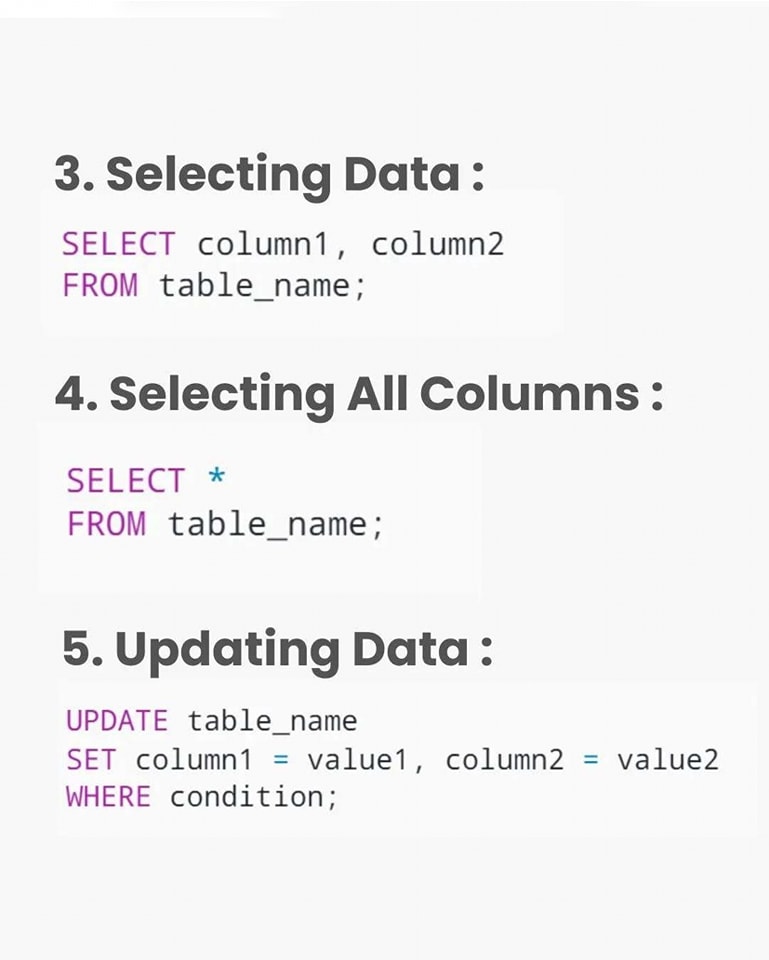 3. Selecting Data :
SELECT column1, column2
FROM table_name;
4. Selecting All Columns :
SELECT *
FROM table_name;
5. Updating Data :
UPDATE table_name
SET column1 = value1, column2 = value2
WHERE condition;